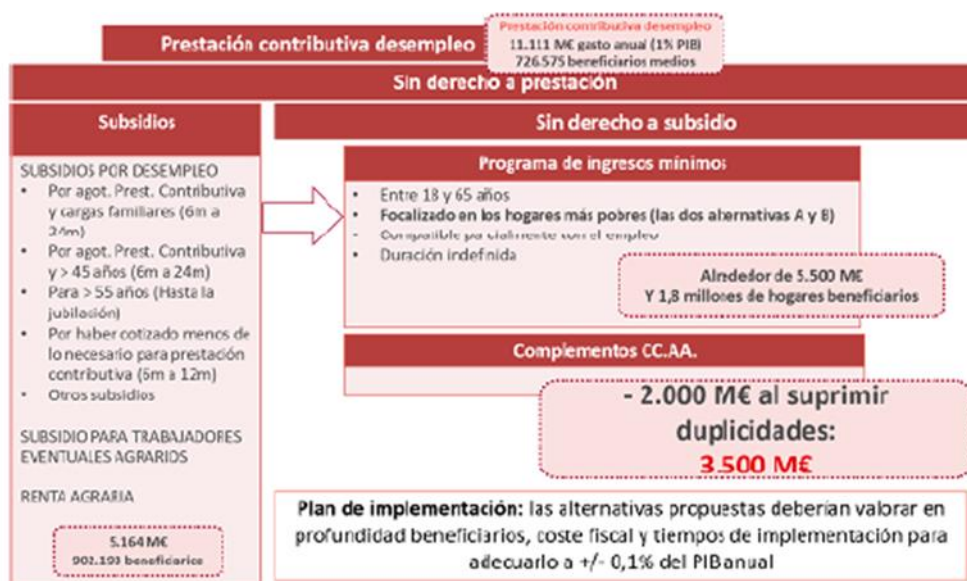 Prestación contributiva desempleo
Prestación contributiva desempleo
11.111 M€ gasto anual (1% PIB)
726.575 beneficiarios medios
Sin derecho a prestación
Subsidios
SUBSIDIOS POR DESEMPLEO
• Por agot. Prest. Contributiva
y cargas familiares (6m a
24m)
• Por agot. Prest. Contributiva
y > 45 años (6m a 24m)
• Para > 55 años (Hasta la
jubilación)
• Por haber cotizado menos de
lo necesario para prestación
contributiva (6m a 12m)
• Otros subsidios
SUBSIDIO PARA TRABAJADORES
EVENTUALES AGRARIOS
RENTA AGRARIA
5.164 M€
902.193 beneficiarios
Sin derecho a subsidio
Programa de ingresos mínimos
• Entre 18 y 65 años
• Focalizado en los hogares más pobres (las dos alternativas A y B)
- Compatible parcialmente con el empleo
• Duración indefinida
Alrededor de 5.500 M€
Y 1,8 millones de hogares beneficiarios
Complementos CC.AA.
- 2.000 M€ al suprimir
duplicidades:
3.500 M€
Plan de implementación: las alternativas propuestas deberían valorar en
profundidad beneficiarios, coste fiscal y tiempos de implementación para
adecuarlo a +/- 0,1% del PIB anual